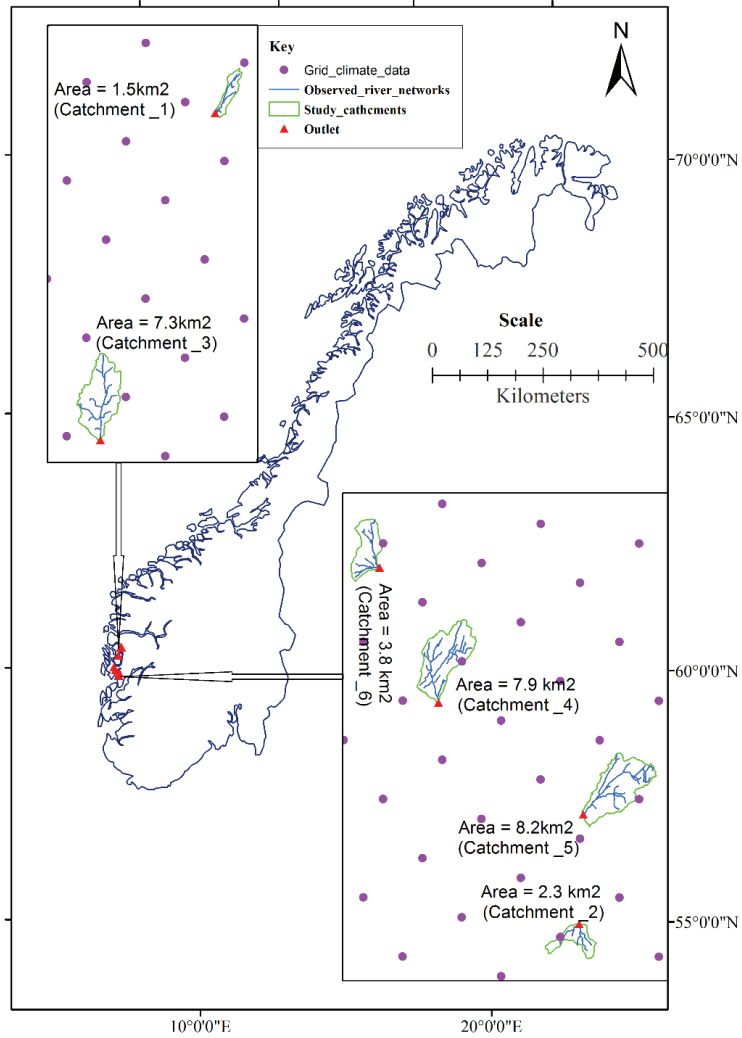 Area = 1.5km2
(Catchment _1)
Key
Grid_climate_data
Observed_river_networks
Study_cathcments
Outlet
N
70°0'0"N
Area = 7.3km2
(Catchment _3)
Scale
0 125 250 500
Kilometers
65°0'0"N
Area = 3.8 km2
(Catchment _6)
60°0'0"N
Area = 7.9 km2
(Catchment _4)
Area = 8.2km2
(Catchment _5)
Area = 2.3 km2
(Catchment _2)
55°0'0"N
10°0'0"E
20°0'0"E